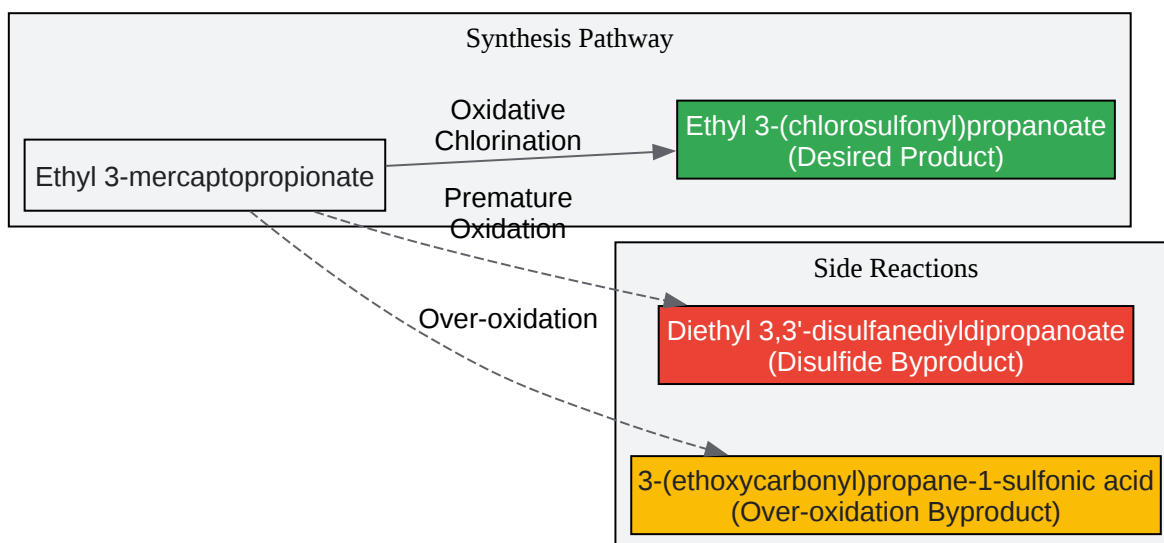 Synthesis Pathway
Oxidative
Chlorination
Ethyl 3-(chlorosulfonyl)propanoate
(Desired Product)
Ethyl 3-mercaptopropionate
Premature
Oxidation
Side Reactions
Over-oxidation
Diethyl 3,3'-disulfanediyldipropanoate
(Disulfide Byproduct)
3-(ethoxycarbonyl)propane-1-sulfonic acid
(Over-oxidation Byproduct)